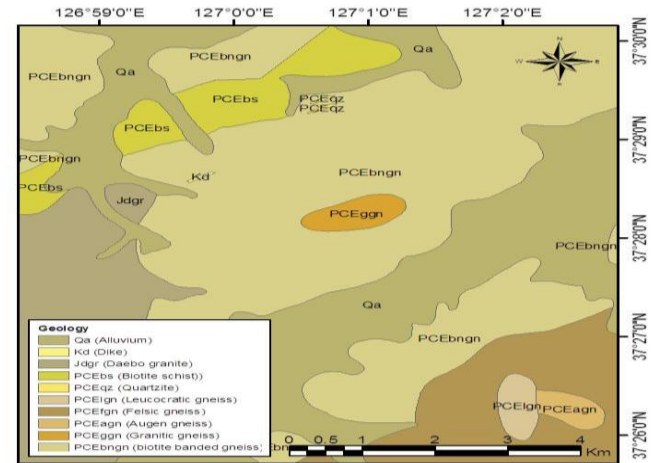 126°59'0"E 127°0'0"E 127°1'0"E 127°2'0"E
37°30'0"N
37°29'0"N
37°28'0"N
37°27'0"N
37°26'0"N
N
W E
S
PCEbngn
Qa
PCEbngn
Qa
PCEbs
PCEqz
PCEqz
PCEbs
PCEbngn
PCEbs
Kd
PCEbngn
Jdgr
PCEggn
PCEbngn
Qa
PCEbngn
PCElgn
PCEagn
Geology
Qa (Alluvium)
Kd (Dike)
Jdgr (Daebo granite)
PCEbs (Biotite schist))
PCEqz (Quartzite)
PCElgn (Leucocratic gneiss)
PCEfgn (Felsic gneiss)
PCEagn (Augen gneiss)
PCEggn (Granitic gneiss)
PCEbngn (biotite banded gneiss)
0 0.5 1 2 3 4
Km